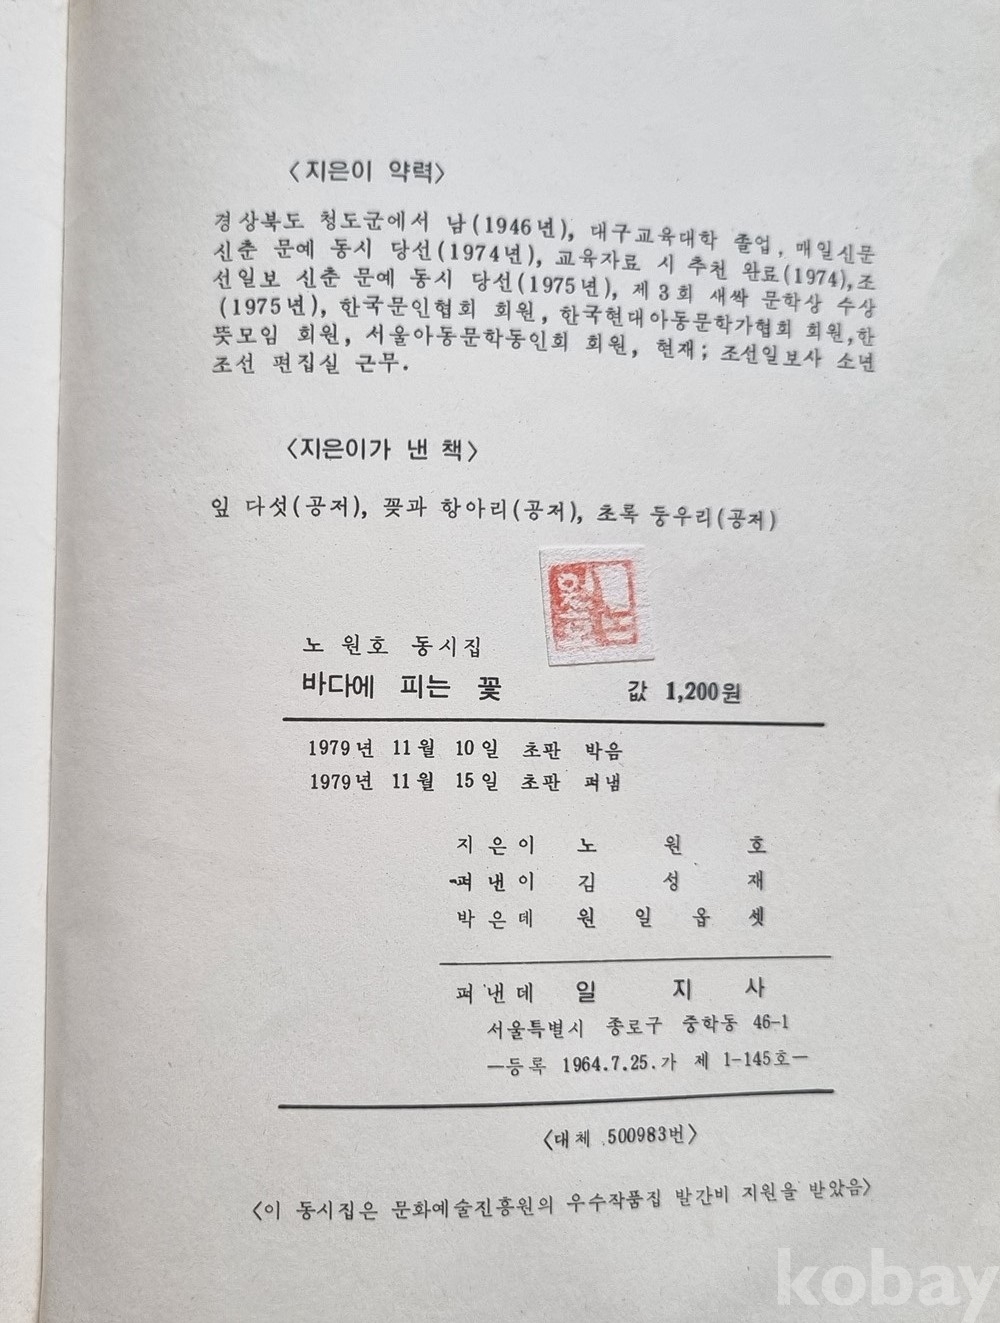 <지은이 약력>
경상북도 청도군에서 남(1946년), 대구교육대학 졸업, 매일신문
신춘 문예 동시 당선(1974년), 교육자료 시 추천 완료(1974), 조
선일보 신춘 문예 동시 당선(1975년), 제 3 회 새싹 문학상 수상
(1975년), 한국문인협회 회원, 한국현대아동문학가협회 회원, 한
뜻모임 회원, 서울아동문학동인회 회원, 현재; 조선일보사 소년
조선 편집실 근무.
<지은이가 낸 책>
잎 다섯(공저), 꽃과 항아리(공저), 초록 둥우리(공저)
노 원호 동시집
바다에 피는 꽃 값 1,200원
1979년 11월 10일 초판 박음
1979년 11월 15일 초판 펴냄
지은이 노 원 호
펴낸이 김 성 재
박은데 원 일 옵 셋
펴낸데 일 지 사
서울특별시 종로구 중학동 46-1
—등록 1964.7.25.가 제 1-145호—
<대체 500983번>
<이 동시집은 문화예술진흥원의 우수작품집 발간비 지원을 받았음>
kobay